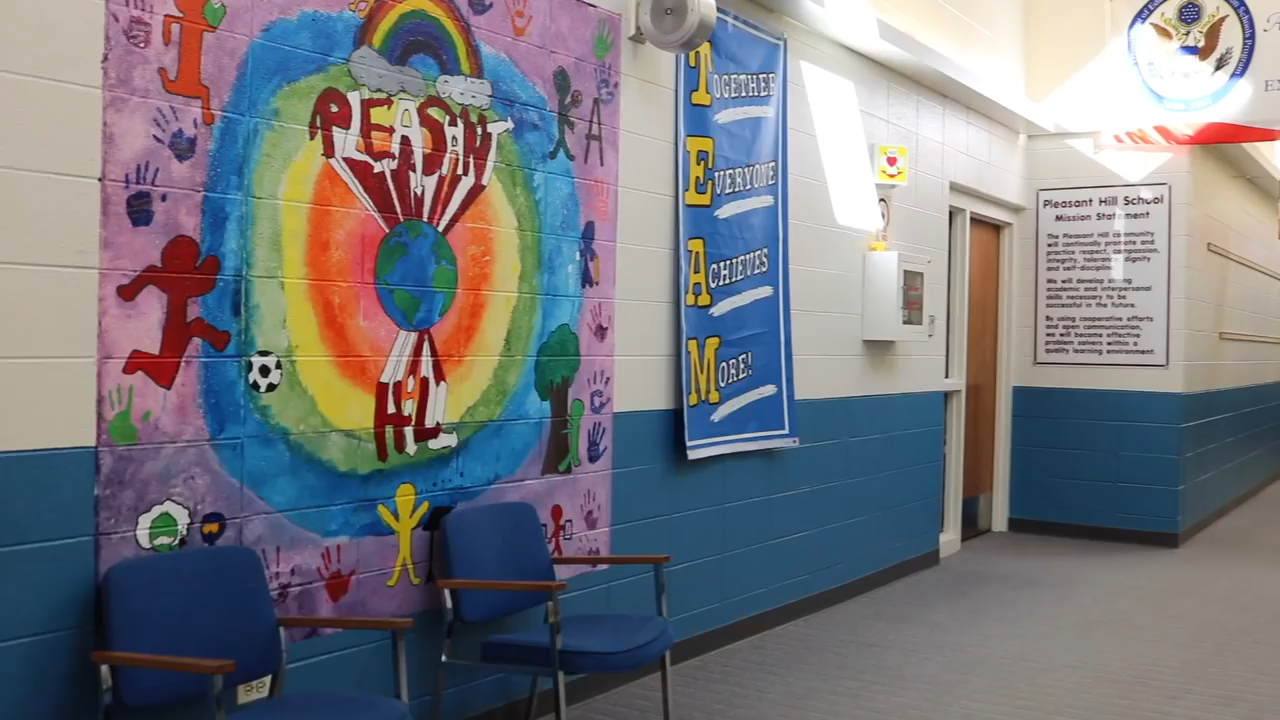 PLEASANT
HILL
A
TOGETHER
EVERYONE
ACHIEVES
MORE!
Pleasant Hill School
Mission Statement
The Pleasant Hill community
will continually promote and
practice respect, compassion,
integrity, tolerance, dignity
and self-discipline.
We will develop strong
academic and interpersonal
skills necessary to be
successful in the future.
By using cooperative efforts
and open communication,
we will become effective
problem solvers within a
quality learning environment.
Schools Program